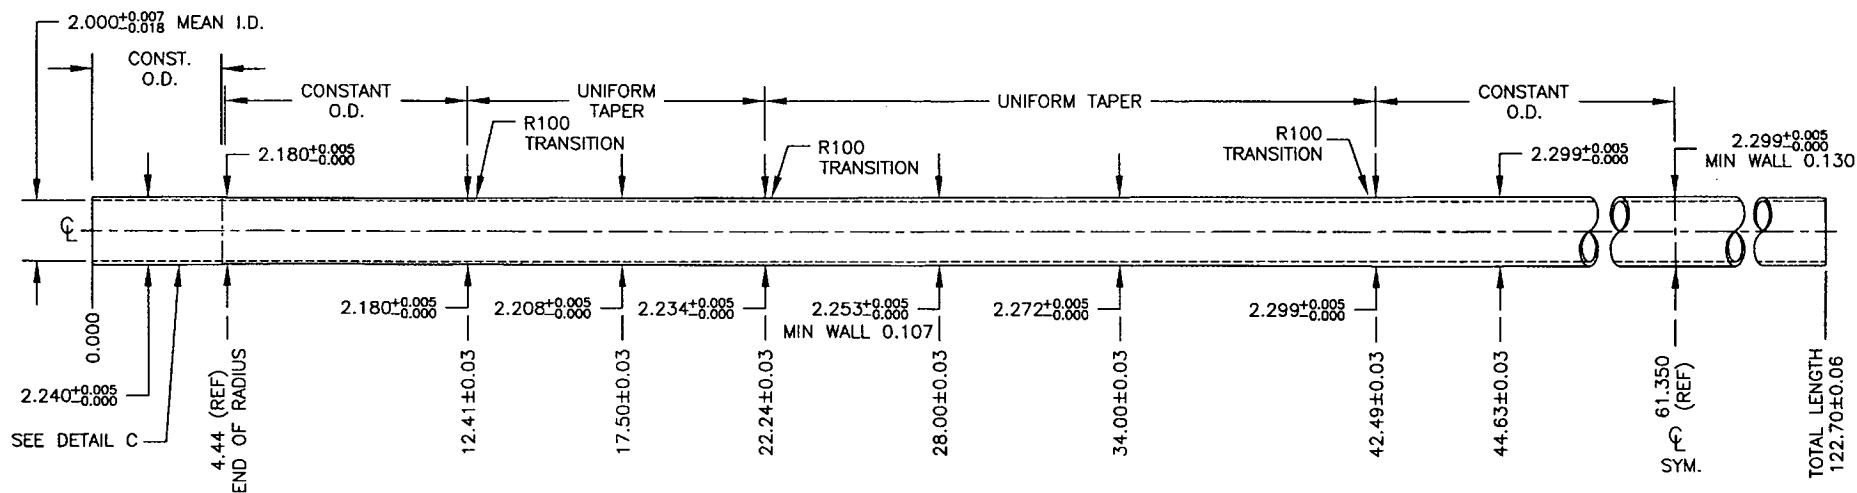 2.000+0.007-0.018 MEAN I.D.
CONST.
O.D.
CONSTANT
O.D.
UNIFORM
TAPER
UNIFORM TAPER
CONSTANT
O.D.
R100
TRANSITION
R100
TRANSITION
R100
TRANSITION
2.180+0.005-0.000
2.299+0.005-0.000
2.299+0.005-0.000
MIN WALL 0.130
℄
2.180+0.005-0.000
2.208+0.005-0.000
2.234+0.005-0.000
2.253+0.005-0.000
MIN WALL 0.107
2.272+0.005-0.000
2.299+0.005-0.000
2.240+0.005-0.000
SEE DETAIL C
0.000
4.44 (REF)
END OF RADIUS
12.41±0.03
17.50±0.03
22.24±0.03
28.00±0.03
34.00±0.03
42.49±0.03
44.63±0.03
61.350
(REF)
℄
SYM.
TOTAL LENGTH
122.70±0.06